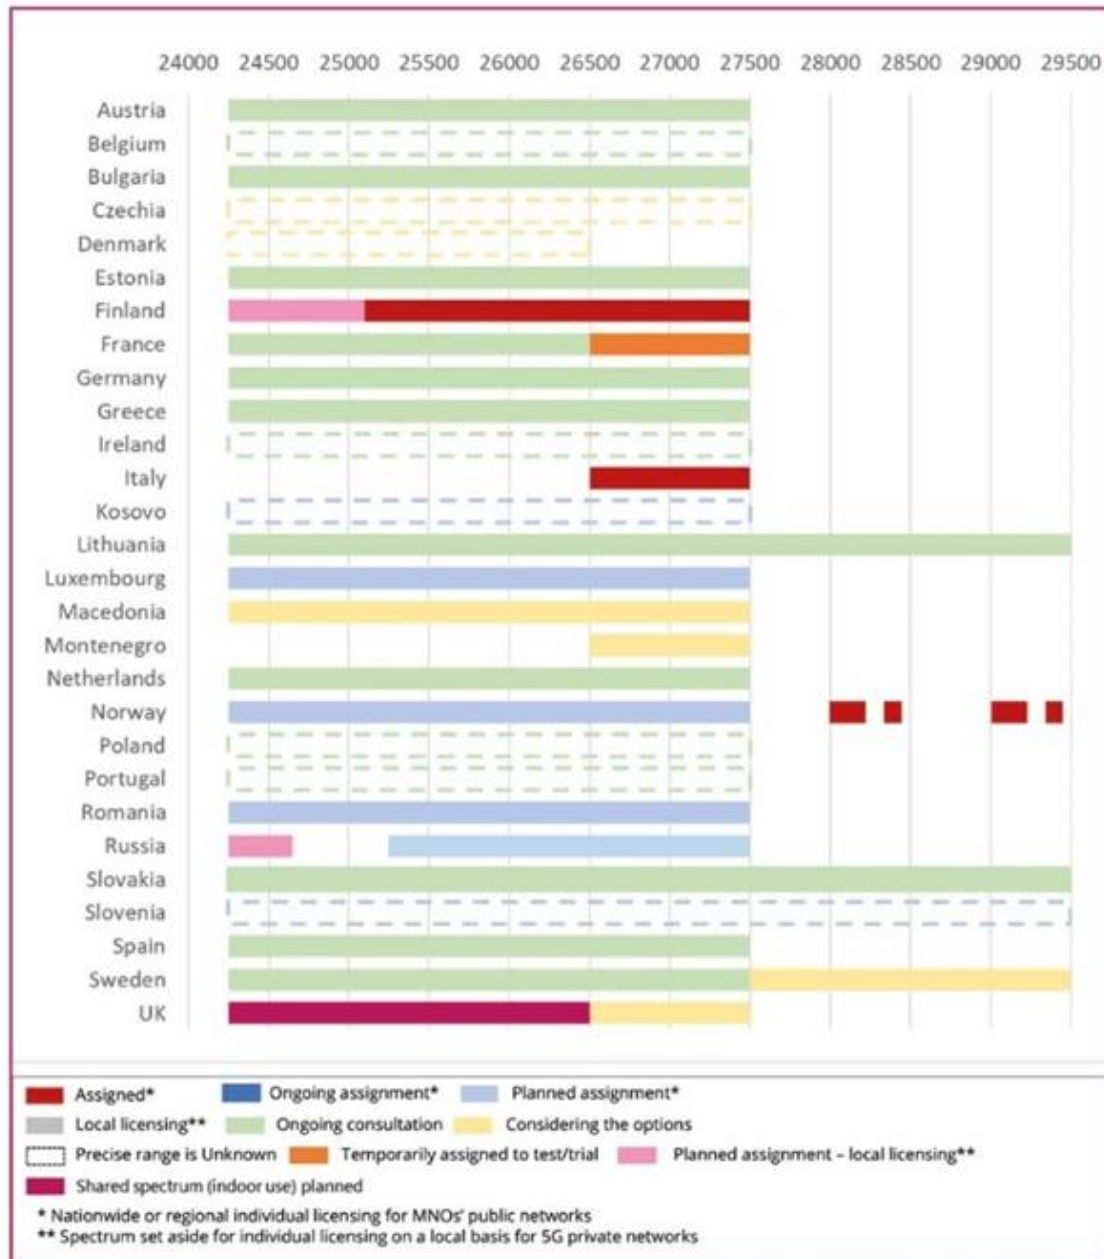 24000 24500 25000 25500 26000 26500 27000 27500 28000 28500 29000 29500
Austria
Belgium
Bulgaria
Czechia
Denmark
Estonia
Finland
France
Germany
Greece
Ireland
Italy
Kosovo
Lithuania
Luxembourg
Macedonia
Montenegro
Netherlands
Norway
Poland
Portugal
Romania
Russia
Slovakia
Slovenia
Spain
Sweden
UK
Assigned* Ongoing assignment* Planned assignment*
Local licensing** Ongoing consultation Considering the options
Precise range is Unknown Temporarily assigned to test/trial Planned assignment – local licensing**
Shared spectrum (indoor use) planned
* Nationwide or regional individual licensing for MNOs' public networks
** Spectrum set aside for individual licensing on a local basis for 5G private networks